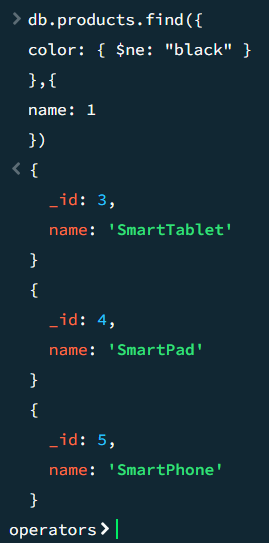 > db.products.find({
color: { $ne: "black" }
},{
name: 1
})
< {
_id: 3,
name: 'SmartTablet'
}
{
_id: 4,
name: 'SmartPad'
}
{
_id: 5,
name: 'SmartPhone'
}
operators>